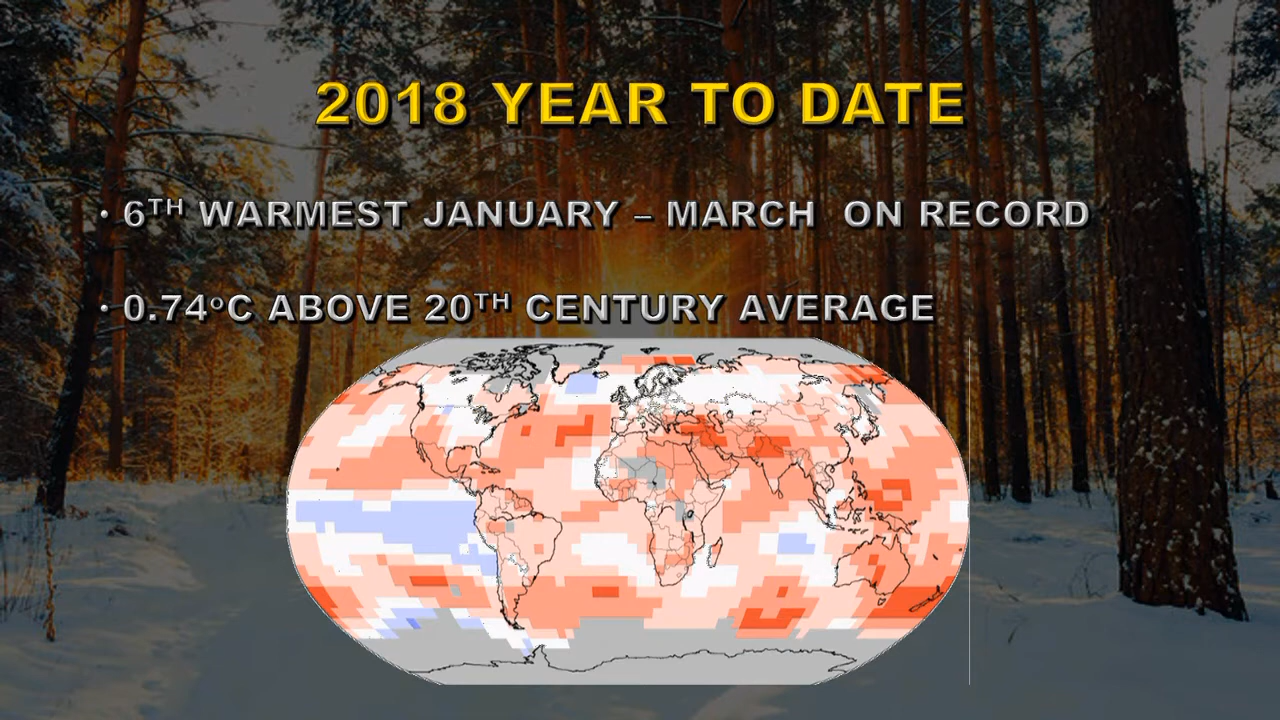 2018 YEAR TO DATE
• 6TH WARMEST JANUARY – MARCH ON RECORD
• 0.74°C ABOVE 20TH CENTURY AVERAGE